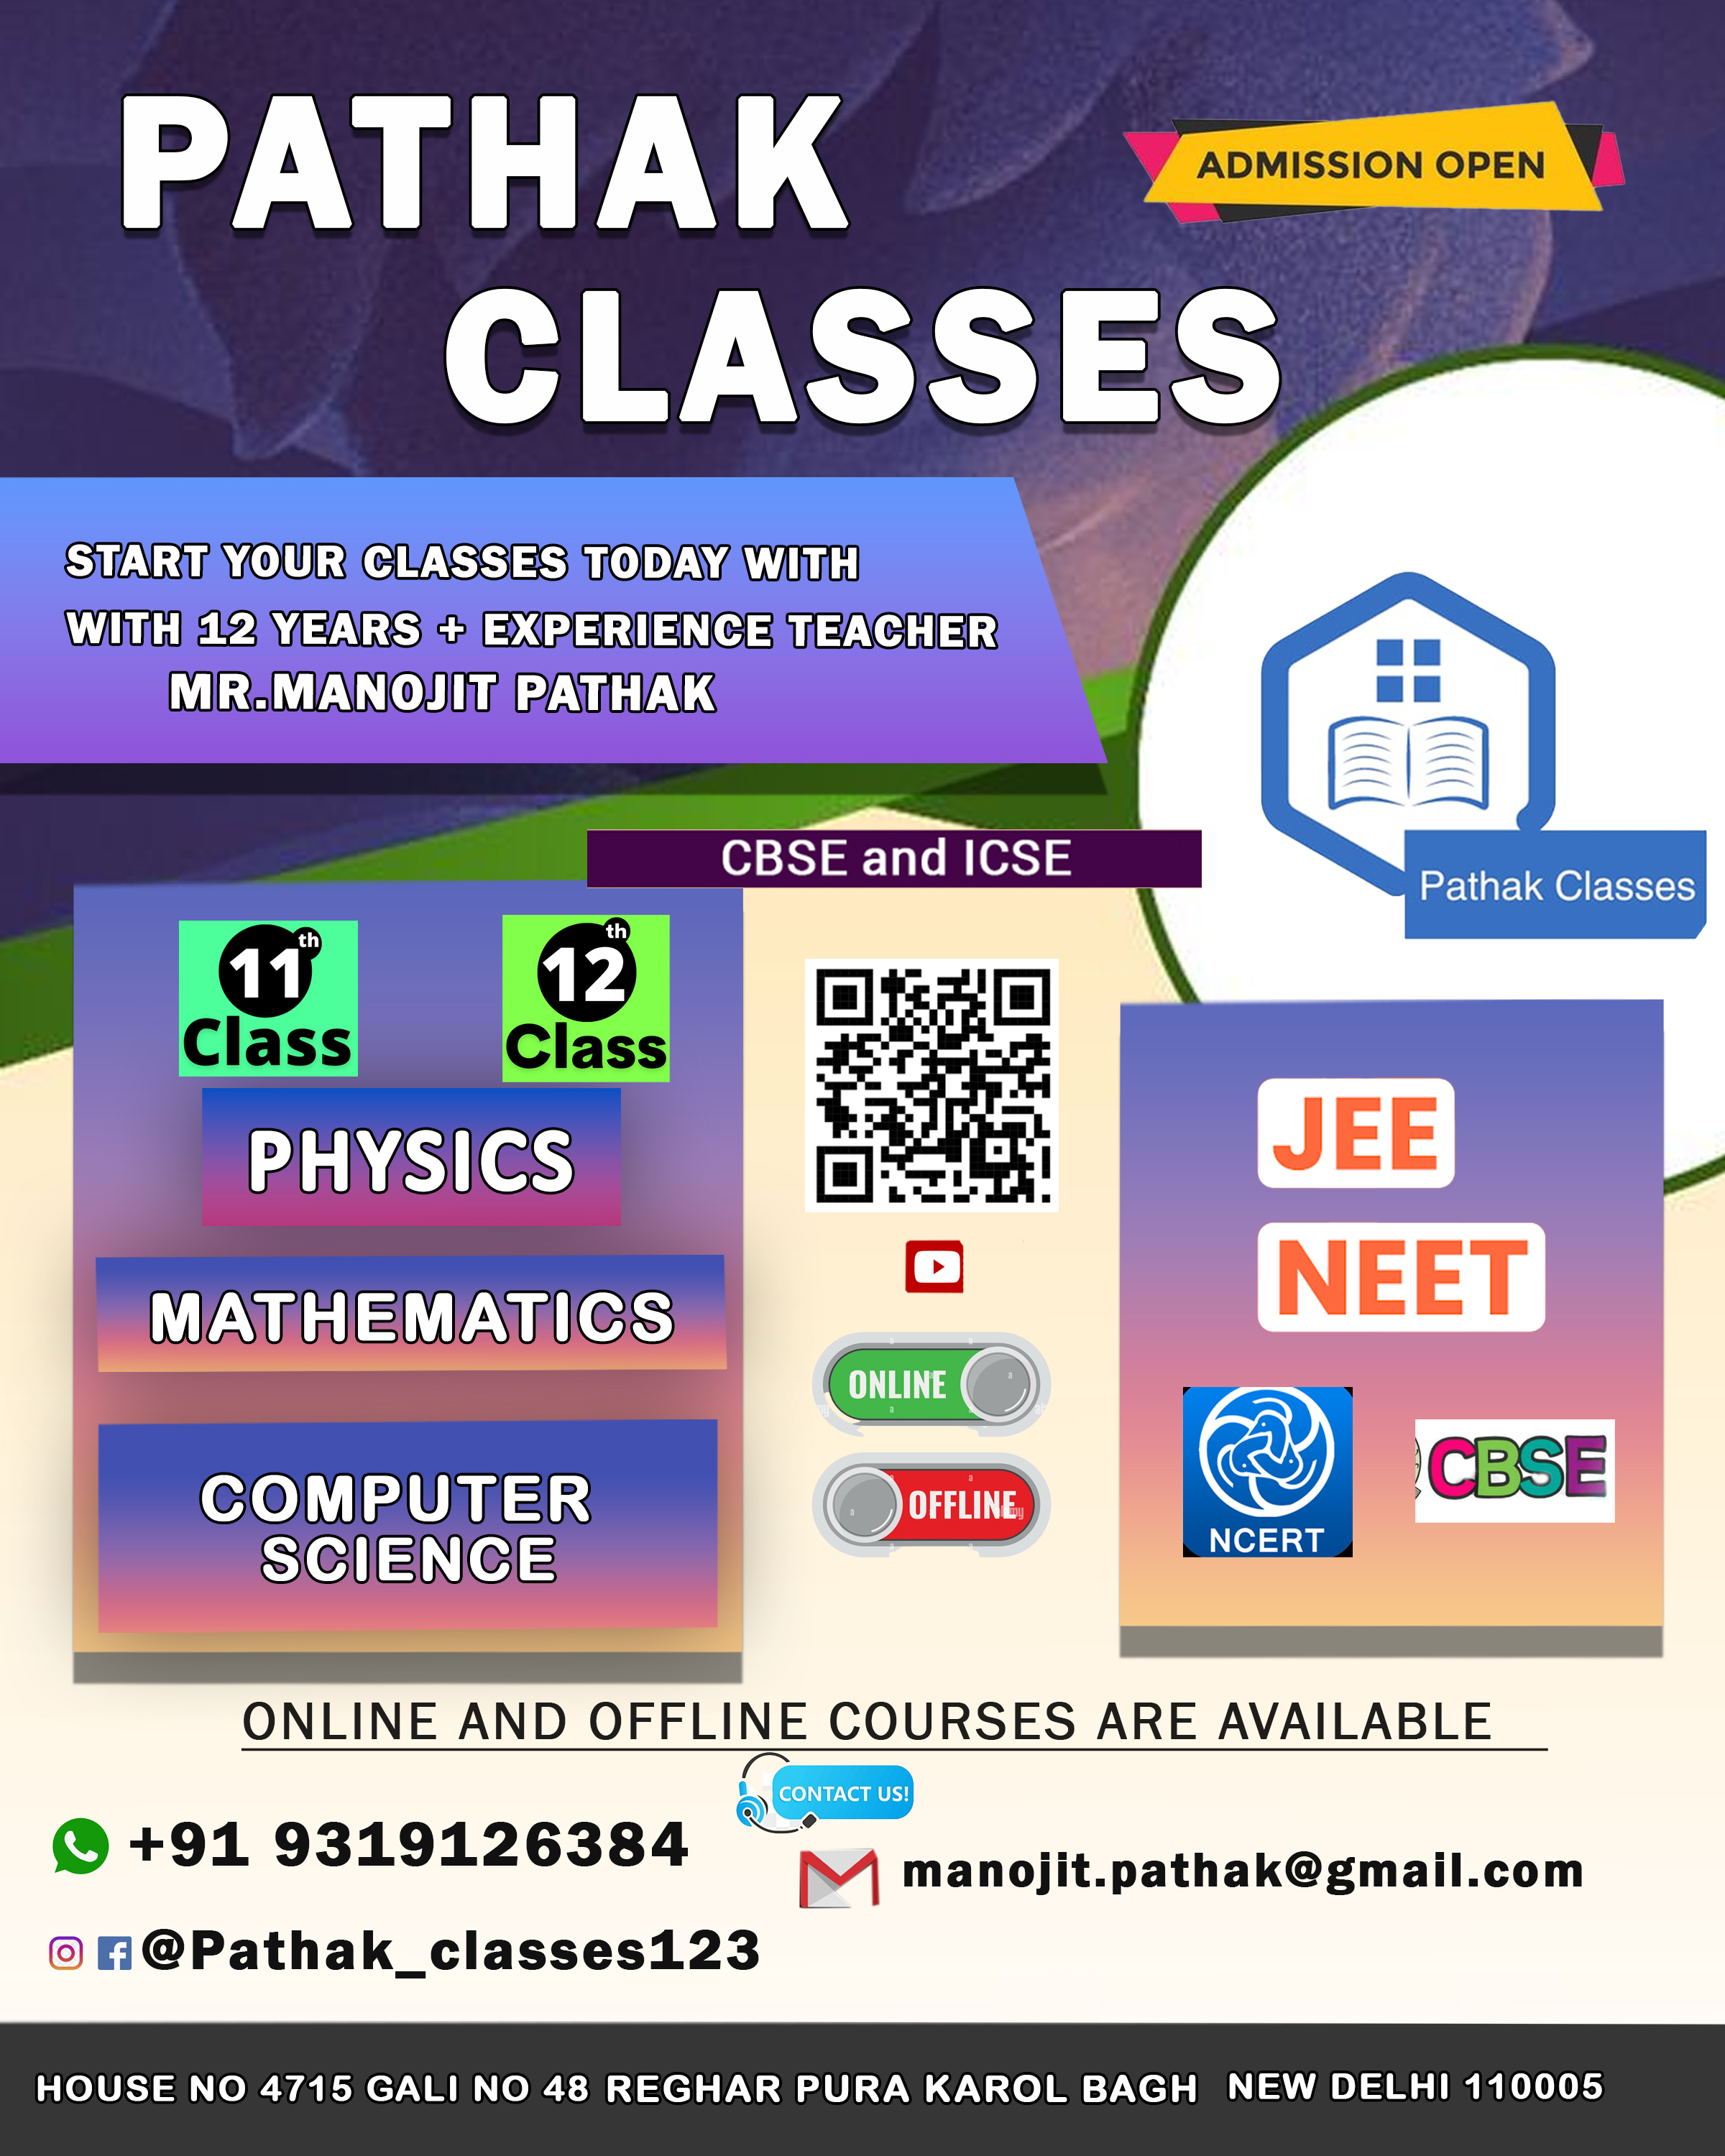 PATHAK
CLASSES
ADMISSION OPEN
START YOUR CLASSES TODAY WITH
WITH 12 YEARS + EXPERIENCE TEACHER
MR.MANOJIT PATHAK
Pathak Classes
CBSE and ICSE
11th
Class
12th
Class
PHYSICS
MATHEMATICS
COMPUTER
SCIENCE
ONLINE
OFFLINE
JEE
NEET
NCERT
CBSE
ONLINE AND OFFLINE COURSES ARE AVAILABLE
CONTACT US!
+91 9319126384
manojit.pathak@gmail.com
@Pathak_classes123
HOUSE NO 4715 GALI NO 48 REGHAR PURA KAROL BAGH NEW DELHI 110005